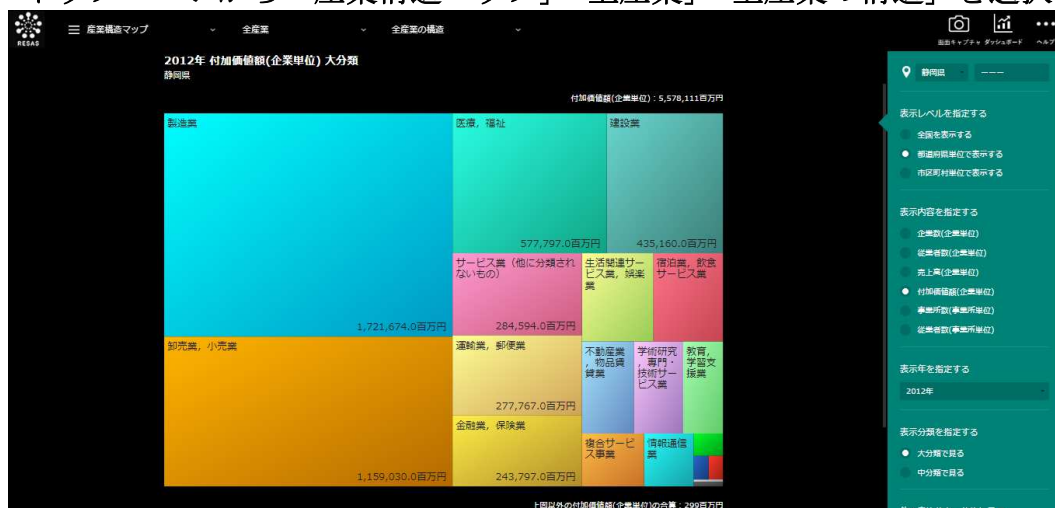 産業構造マップ
全産業
全産業の構造
RESAS
画面キャプチャ ダッシュボード ヘルプ
2012年 付加価値額(企業単位) 大分類
静岡県
付加価値額(企業単位)：5,578,111百万円
製造業
1,721,674.0百万円
卸売業, 小売業
1,159,030.0百万円
医療, 福祉
577,797.0百万円
建設業
435,160.0百万円
サービス業（他に分類され
ないもの）
284,594.0百万円
生活関連サー
ビス業, 娯楽
業
宿泊業, 飲食
サービス業
運輸業, 郵便業
277,767.0百万円
不動産業
, 物品賃
貸業
学術研究
, 専門・
技術サー
ビス業
教育,
学習支
援業
金融業, 保険業
243,797.0百万円
複合サービ
ス事業
情報通信
業
上図以外の付加価値額(企業単位)の合算：299百万円
静岡県
---
表示レベルを指定する
全国を表示する
都道府県単位で表示する
市区町村単位で表示する
表示内容を指定する
企業数(企業単位)
従業者数(企業単位)
売上高(企業単位)
付加価値額(企業単位)
事業所数(事業所単位)
従業者数(事業所単位)
表示年を指定する
2012年
表示分類を指定する
大分類で見る
中分類で見る